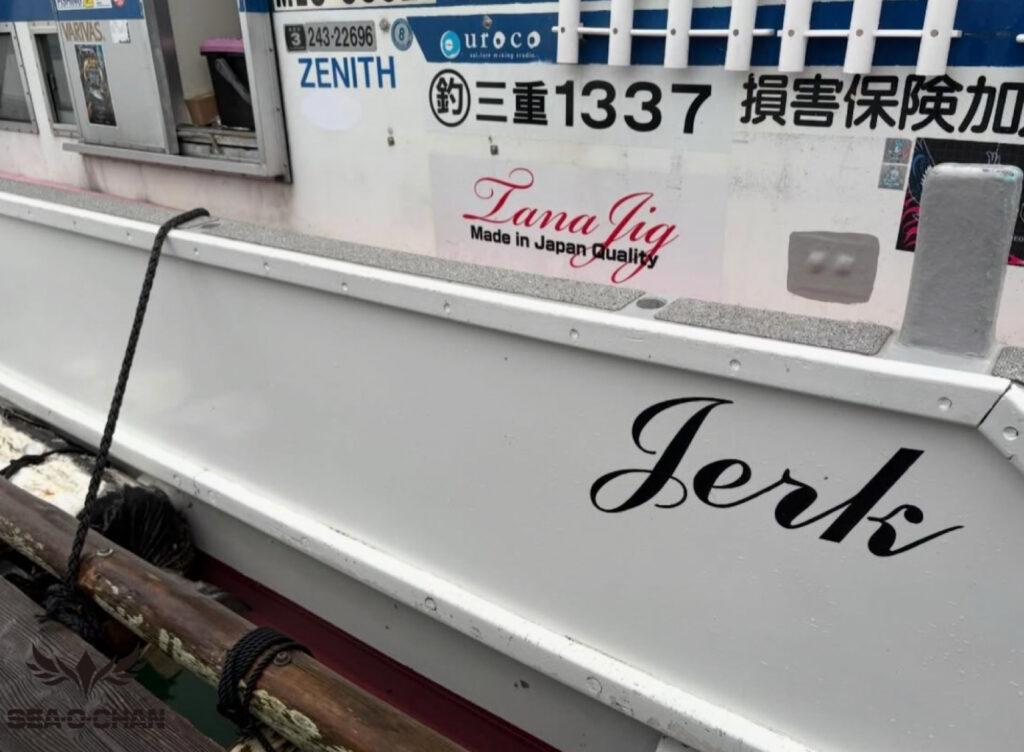 VARIVAS.
3 243-22696
8
ZENITH
uroco
釣 三重1337
損害保険加
Tana Jig
Made in Japan Quality
Jerk
SEA-O-CHAN